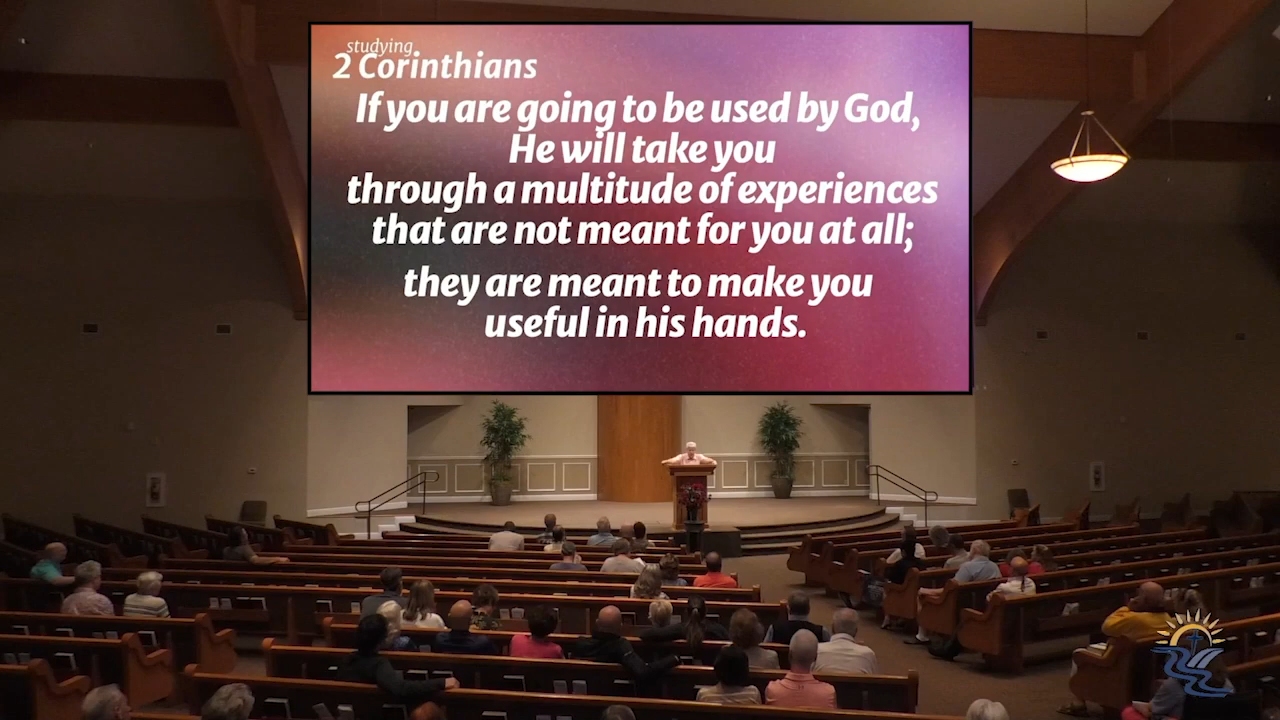 studying
2 Corinthians
If you are going to be used by God,
He will take you
through a multitude of experiences
that are not meant for you at all;
they are meant to make you
useful in his hands.